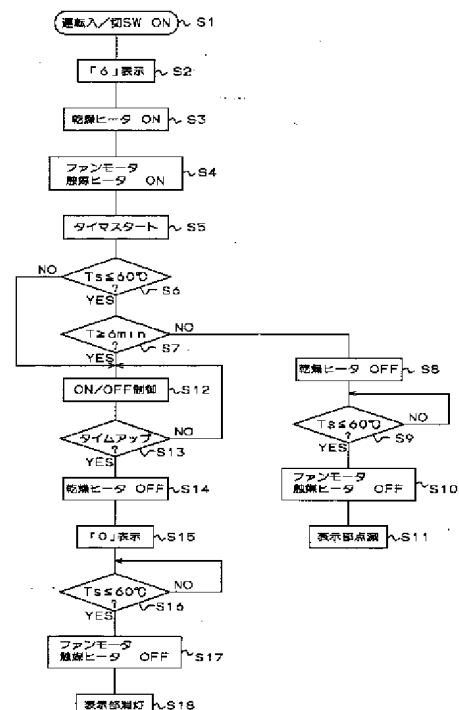 運転入/切SW ON S1
「6」表示 S2
乾燥ヒータ ON S3
ファンモータ
触媒ヒータ ON S4
タイマスタート S5
NO Ts≦60℃
? S6
YES
T≧6min NO
? S7
YES
ON/OFF制御 S12
タイムアップ NO
? S13
YES
乾燥ヒータ OFF S14
「0」表示 S15
Ts≦60℃ NO
? S16
YES
ファンモータ
触媒ヒータ OFF S17
表示部消灯 S18
乾燥ヒータ OFF S8
Ts≦60℃ NO
? S9
YES
ファンモータ
触媒ヒータ OFF S10
表示部点滅 S11